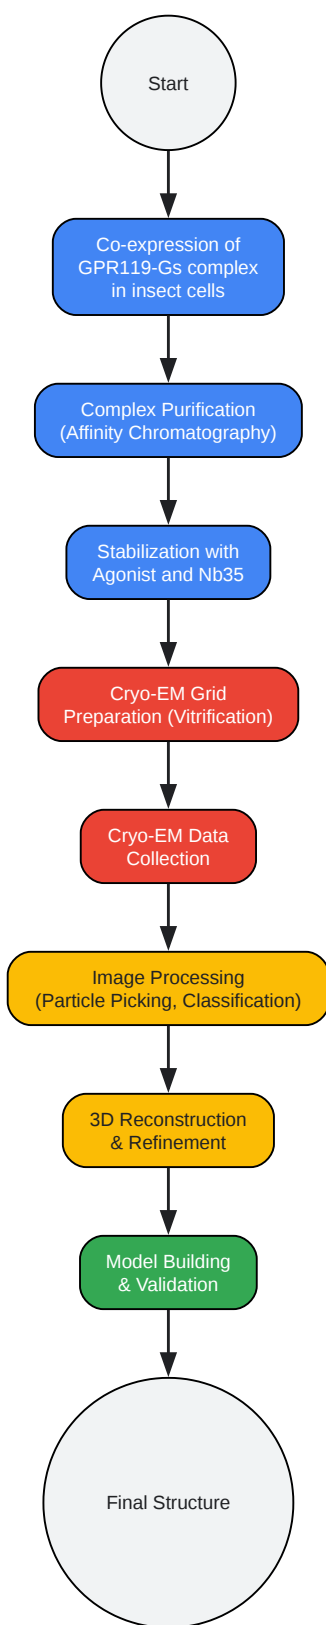 Start
Co-expression of
GPR119-Gs complex
in insect cells
Complex Purification
(Affinity Chromatography)
Stabilization with
Agonist and Nb35
Cryo-EM Grid
Preparation (Vitrification)
Cryo-EM Data
Collection
Image Processing
(Particle Picking, Classification)
3D Reconstruction
& Refinement
Model Building
& Validation
Final Structure